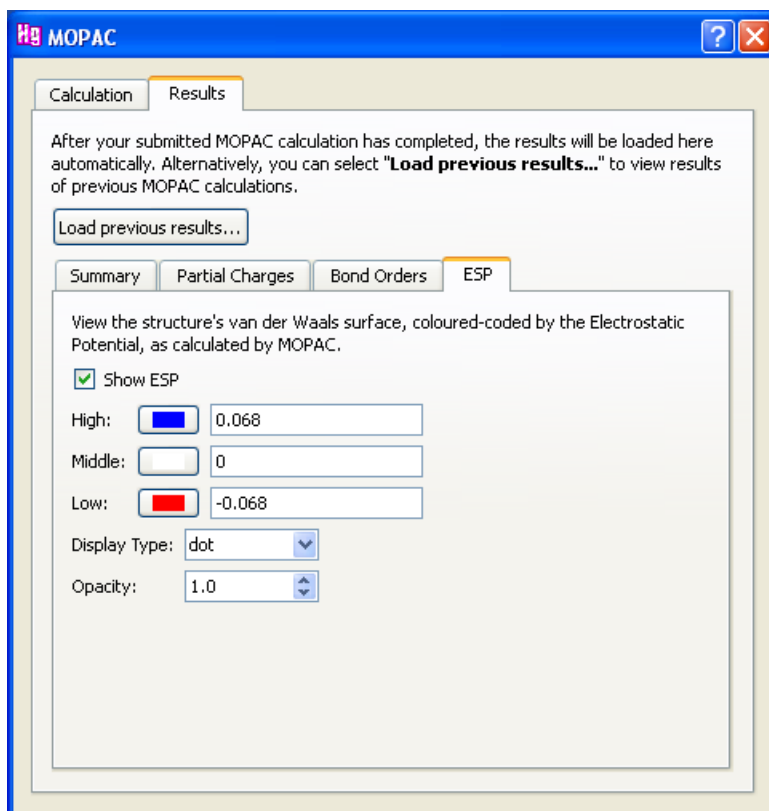 Hg MOPAC ?
Calculation Results
After your submitted MOPAC calculation has completed, the results will be loaded here
automatically. Alternatively, you can select "Load previous results..." to view results
of previous MOPAC calculations.
Load previous results...
Summary Partial Charges Bond Orders ESP
View the structure's van der Waals surface, coloured-coded by the Electrostatic
Potential, as calculated by MOPAC.
Show ESP
High: 0.068
Middle: 0
Low: -0.068
Display Type: dot
Opacity: 1.0